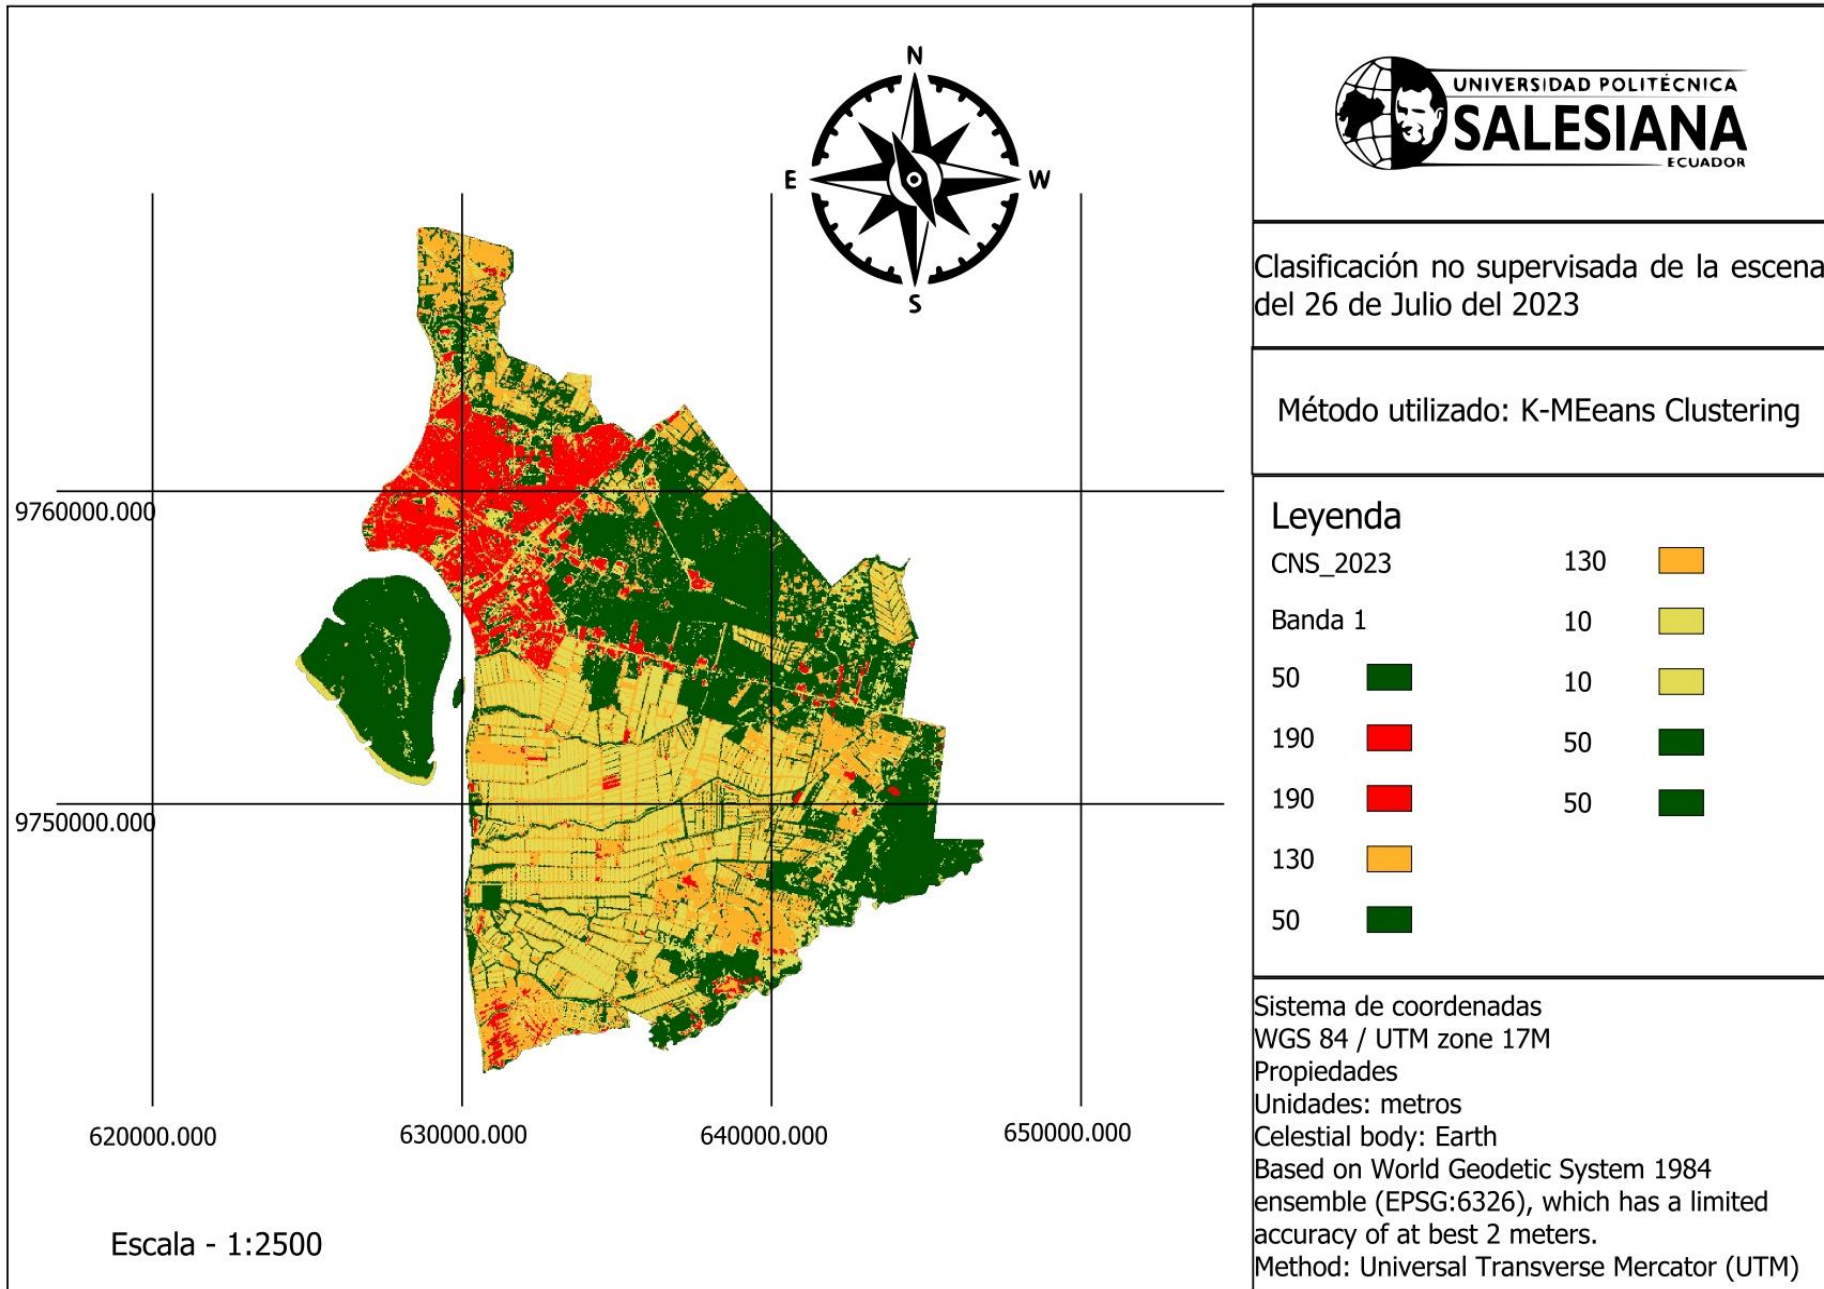 N
E
W
S
UNIVERSIDAD POLITÉCNICA
SALESIANA
ECUADOR
Clasificación no supervisada de la escena
del 26 de Julio del 2023
Método utilizado: K-MEeans Clustering
Leyenda
CNS_2023
Banda 1
50
190
190
130
50
130
10
10
50
50
9760000.000
9750000.000
620000.000
630000.000
640000.000
650000.000
Escala - 1:2500
Sistema de coordenadas
WGS 84 / UTM zone 17M
Propiedades
Unidades: metros
Celestial body: Earth
Based on World Geodetic System 1984
ensemble (EPSG:6326), which has a limited
accuracy of at best 2 meters.
Method: Universal Transverse Mercator (UTM)